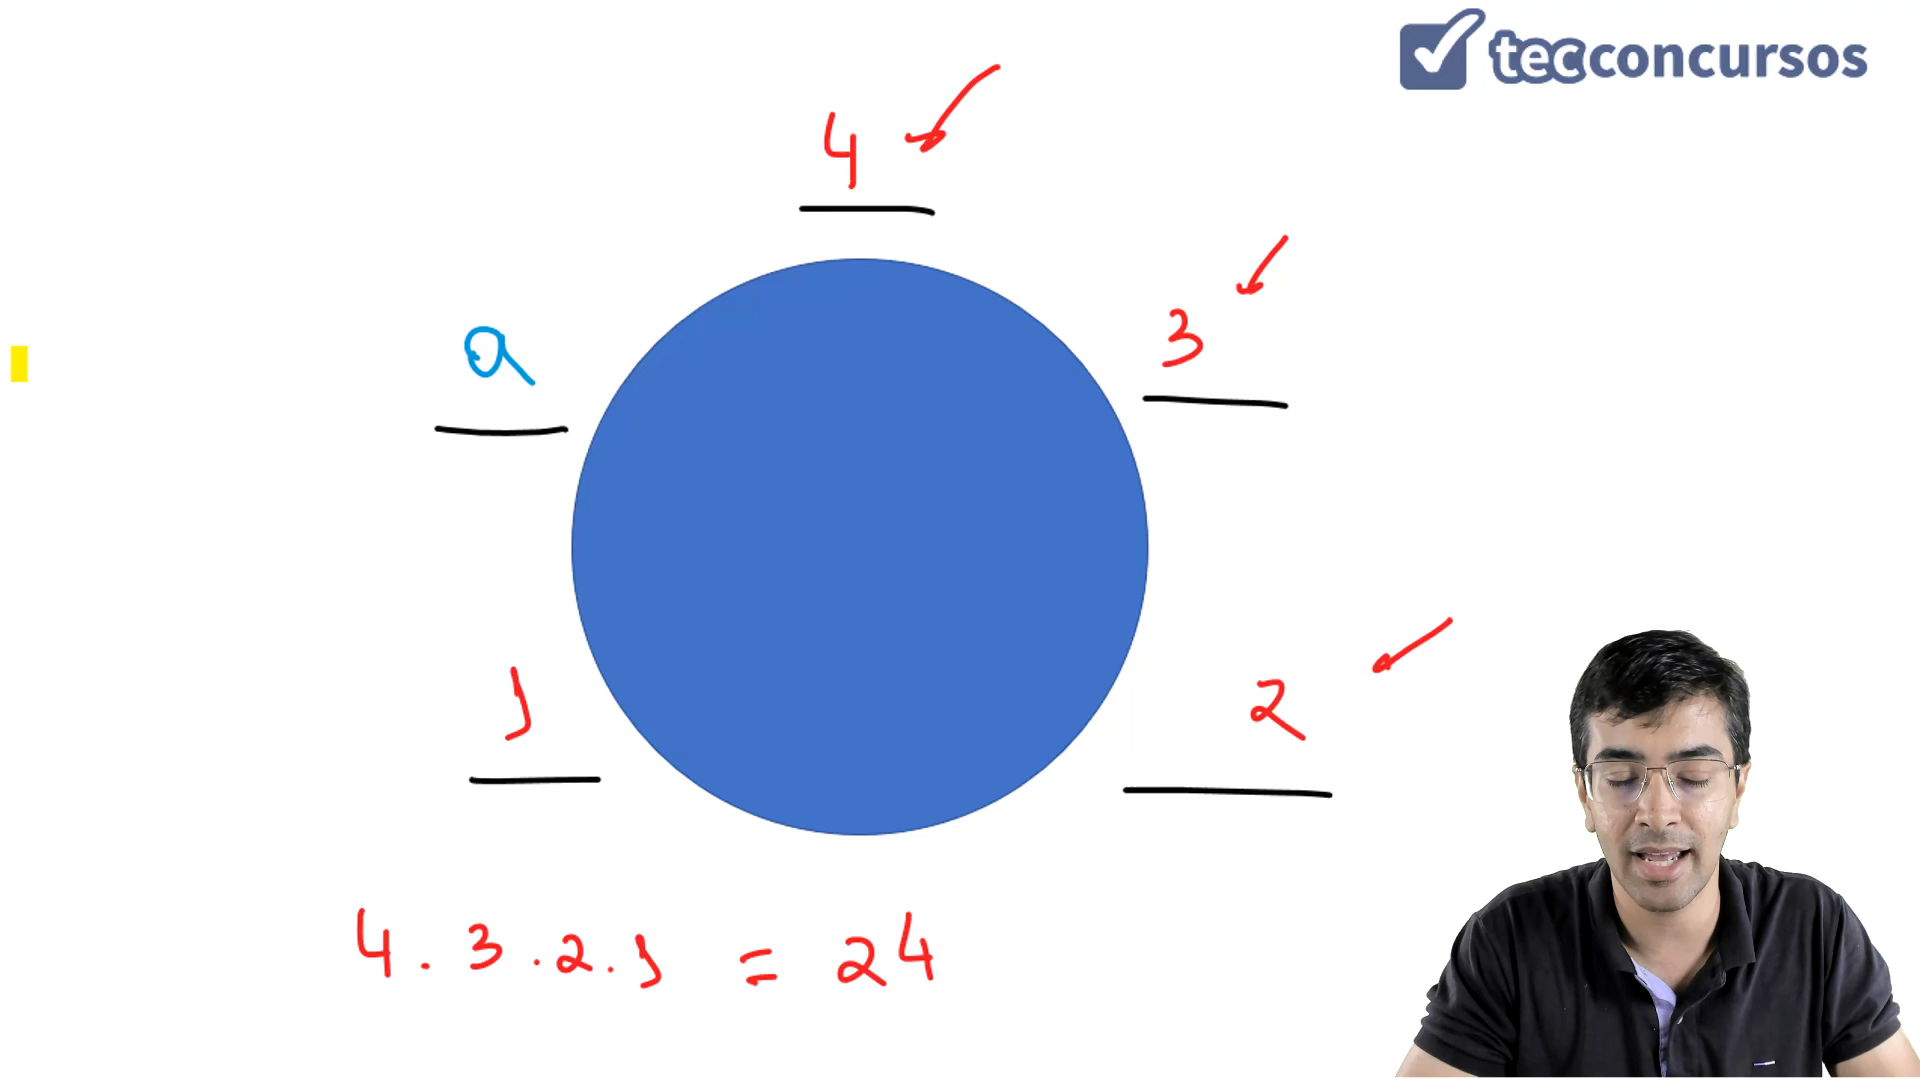 tecconcursos
4
a
3
1
2
4 . 3 . 2 . 1 = 24